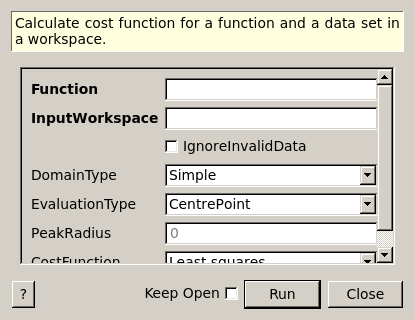 Calculate cost function for a function and a data set in
a workspace.
Function
InputWorkspace
IgnoreInvalidData
DomainType Simple
EvaluationType CentrePoint
PeakRadius 0
CostFunction Least squares
? Keep Open Run Close